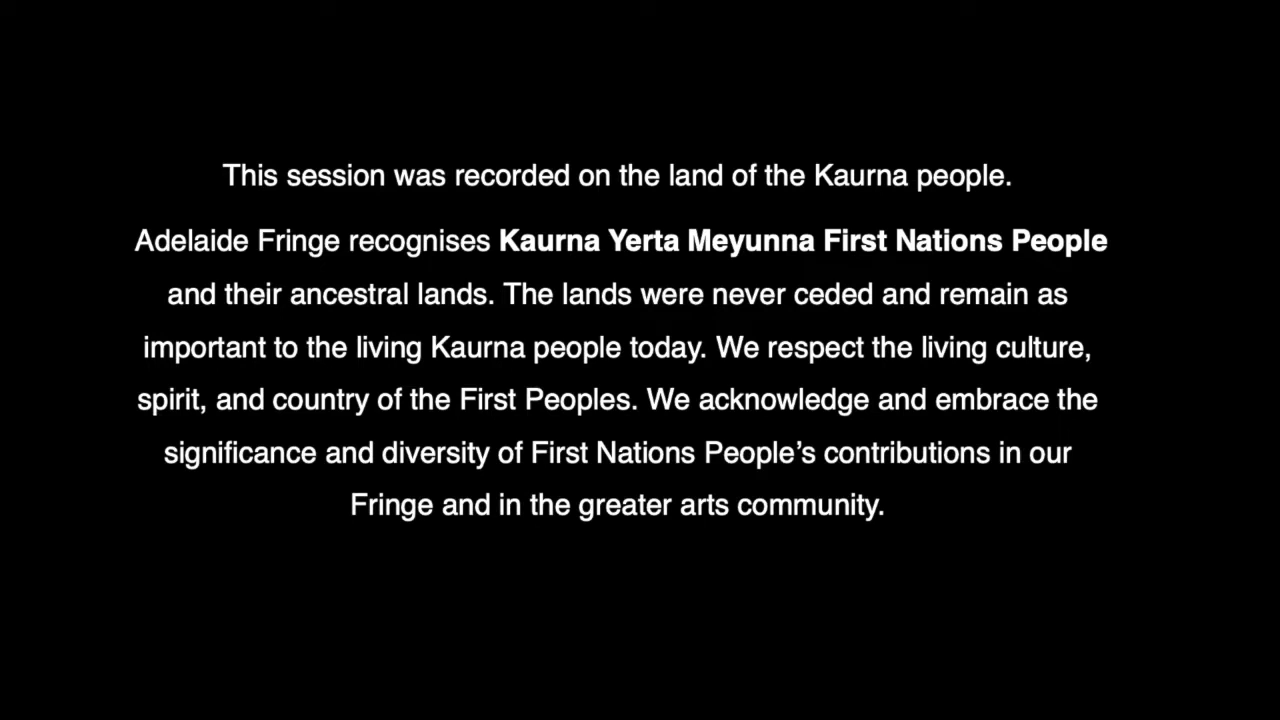 This session was recorded on the land of the Kaurna people.
Adelaide Fringe recognises Kaurna Yerta Meyunna First Nations People
and their ancestral lands. The lands were never ceded and remain as
important to the living Kaurna people today. We respect the living culture,
spirit, and country of the First Peoples. We acknowledge and embrace the
significance and diversity of First Nations People’s contributions in our
Fringe and in the greater arts community.